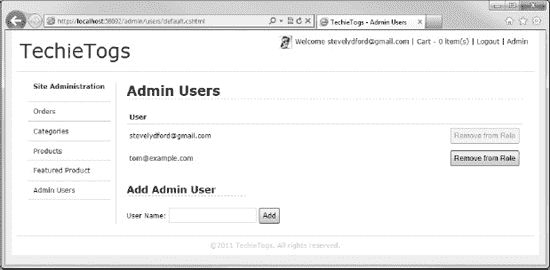 http://localhost:58692/admin/users/default.cshtml
TechieTogs - Admin Users
TechieTogs
Welcome stevelydford@gmail.com | Cart - 0 item(s) | Logout | Admin
Site Administration
Orders
Categories
Products
Featured Product
Admin Users
Admin Users
User
stevelydford@gmail.com
Remove from Role
tom@example.com
Remove from Role
Add Admin User
User Name:
Add
©2011 TechieTogs. All rights reserved.